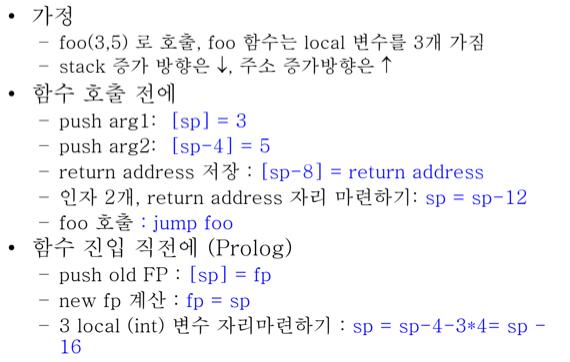 • 가정
– foo(3,5) 로 호출, foo 함수는 local 변수를 3개 가짐
– stack 증가 방향은 ↓, 주소 증가방향은 ↑
• 함수 호출 전에
– push arg1: [sp] = 3
– push arg2: [sp-4] = 5
– return address 저장 : [sp-8] = return address
– 인자 2개, return address 자리 마련하기: sp = sp-12
– foo 호출 : jump foo
• 함수 진입 직전에 (Prolog)
– push old FP : [sp] = fp
– new fp 계산 : fp = sp
– 3 local (int) 변수 자리마련하기 : sp = sp-4-3*4= sp -
16